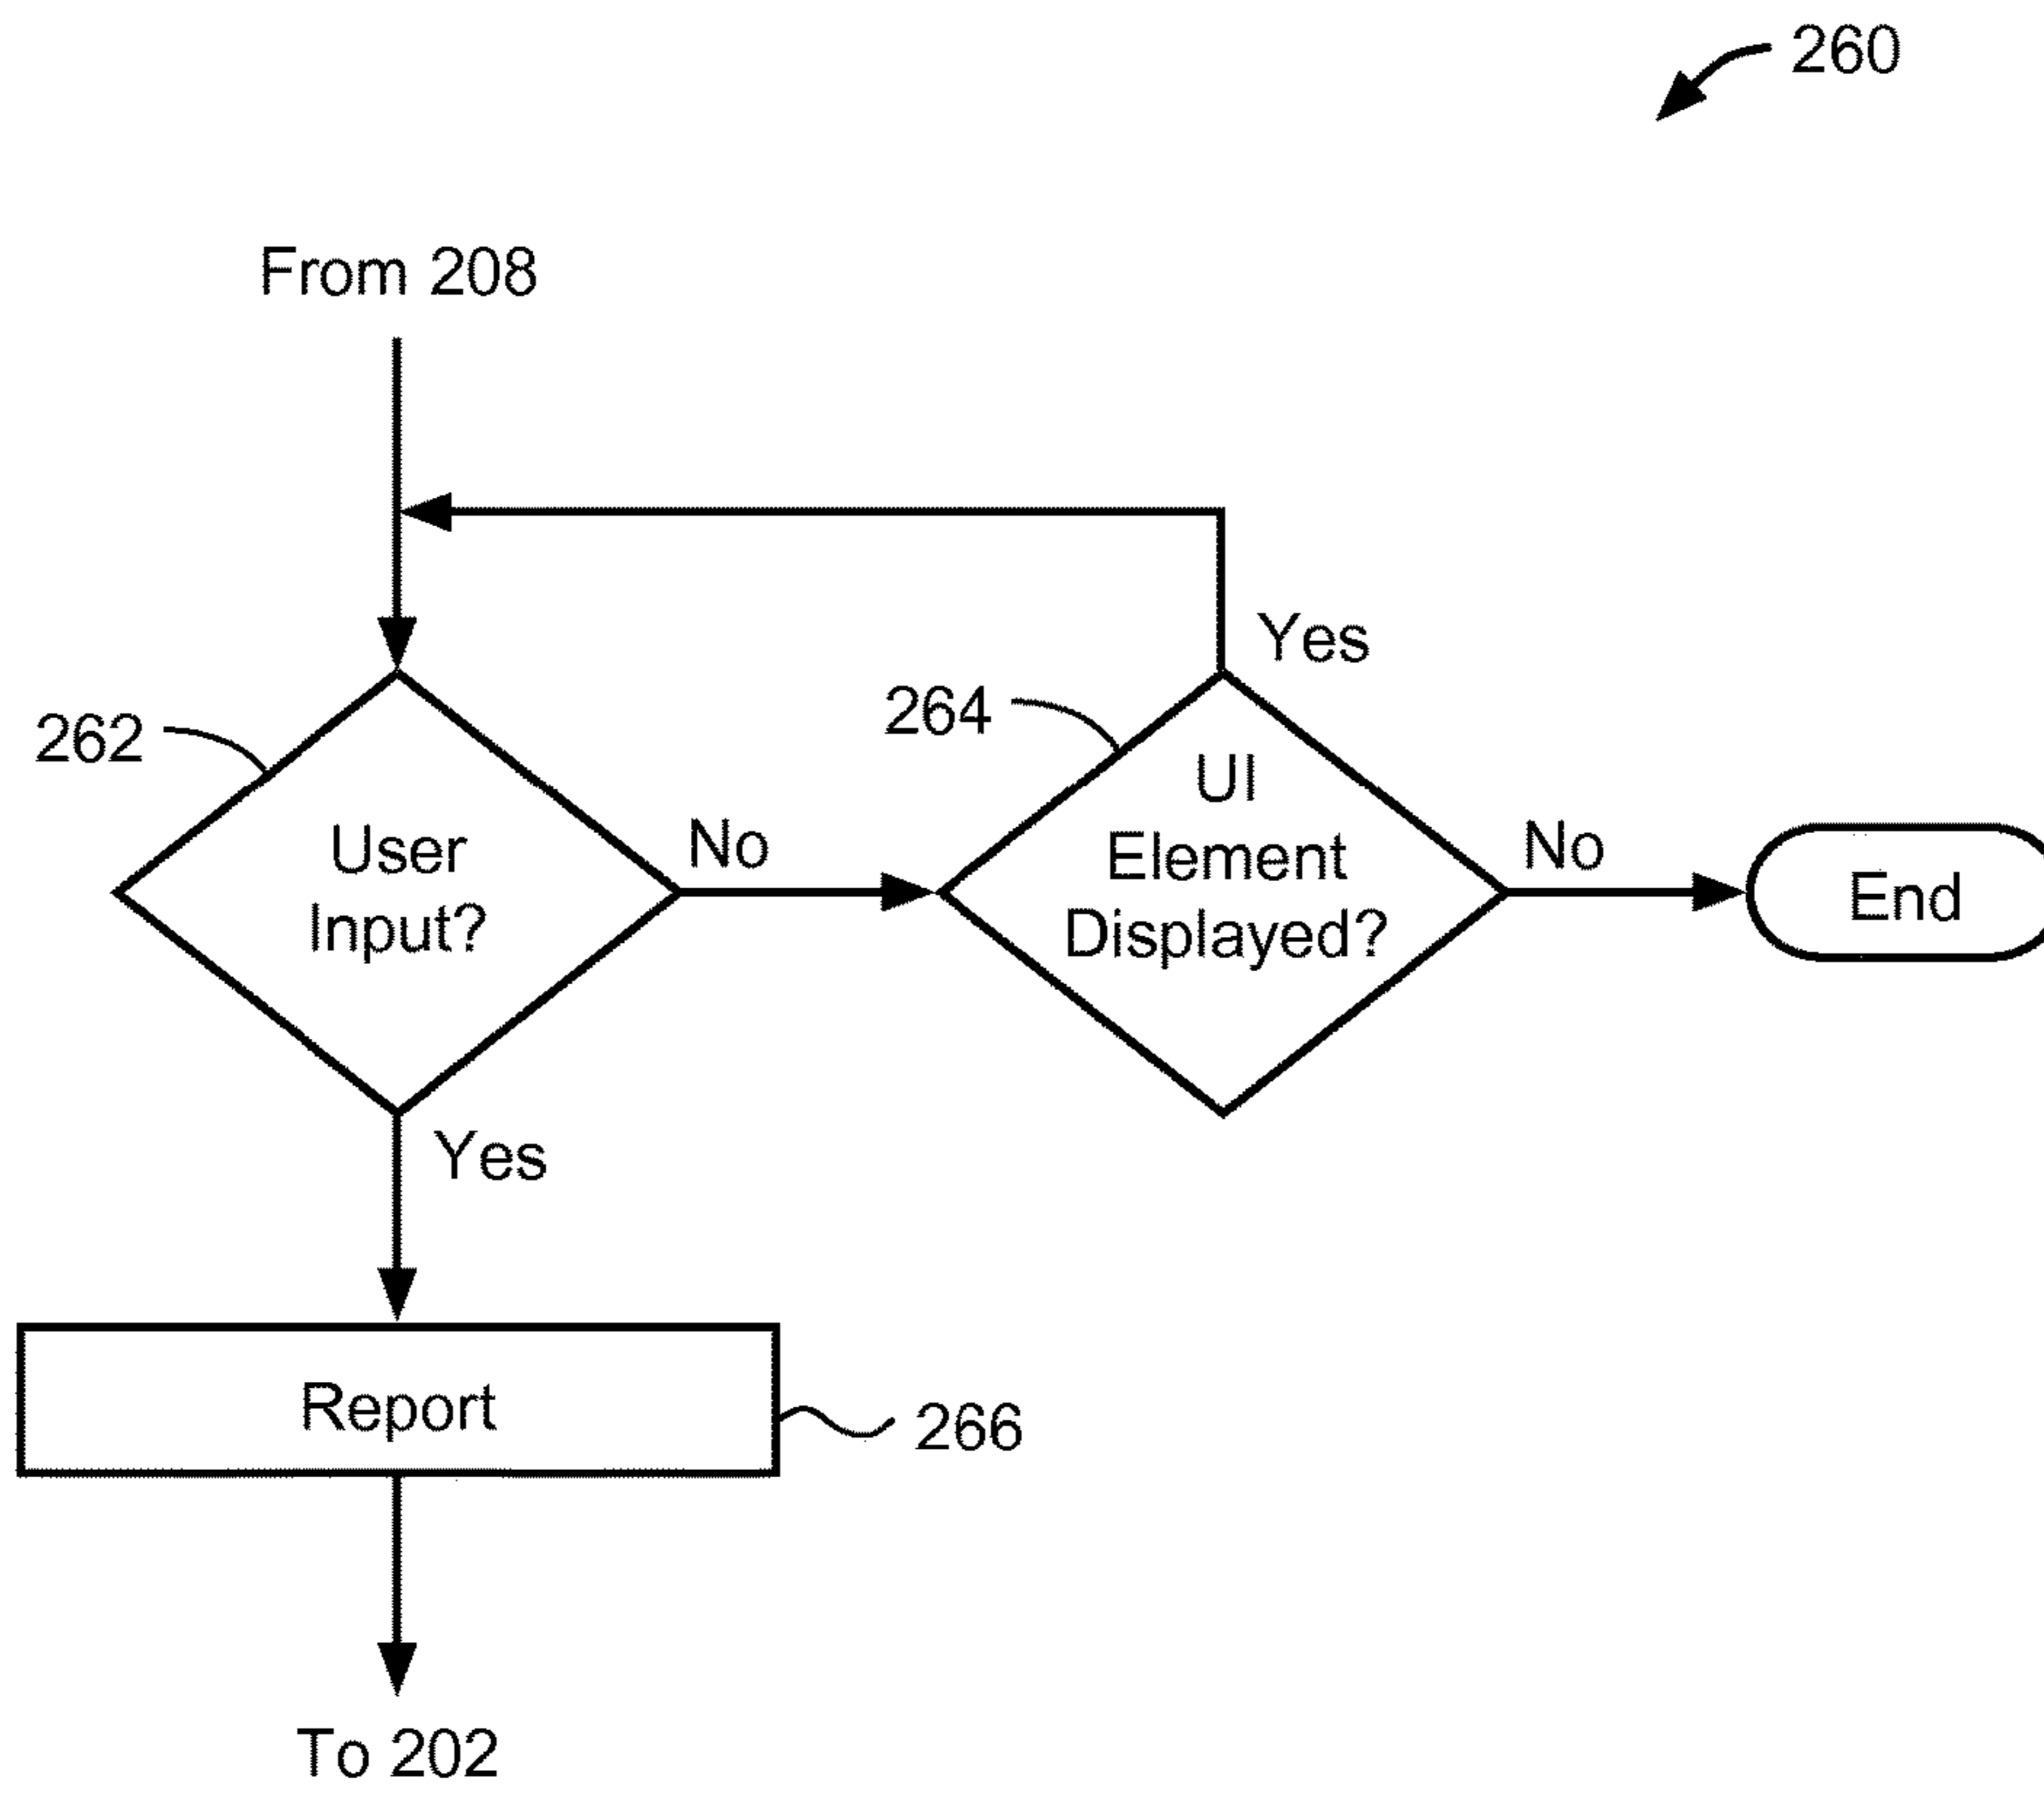 260
From 208
Yes
262
264
User
Input?
No
UI
Element
Displayed?
No
End
Yes
Report
266
To 202